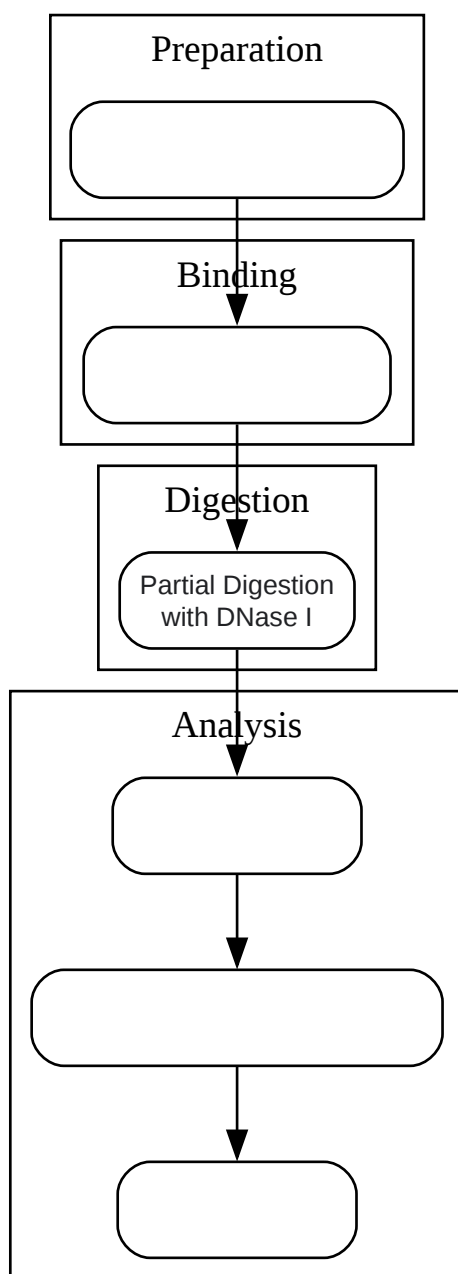 Preparation
Binding
Digestion
Partial Digestion
with DNase I
Analysis